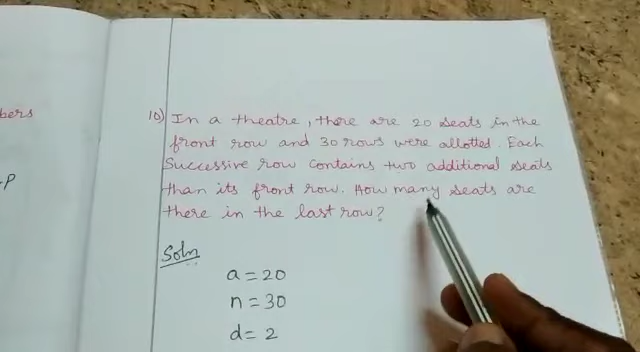 bers
P
10) In a theatre, there are 20 seats in the
front row and 30 rows were allotted. Each
Successive row contains two additional seats
than its front row. How many seats are
there in the last row?
Soln
a = 20
n = 30
d = 2